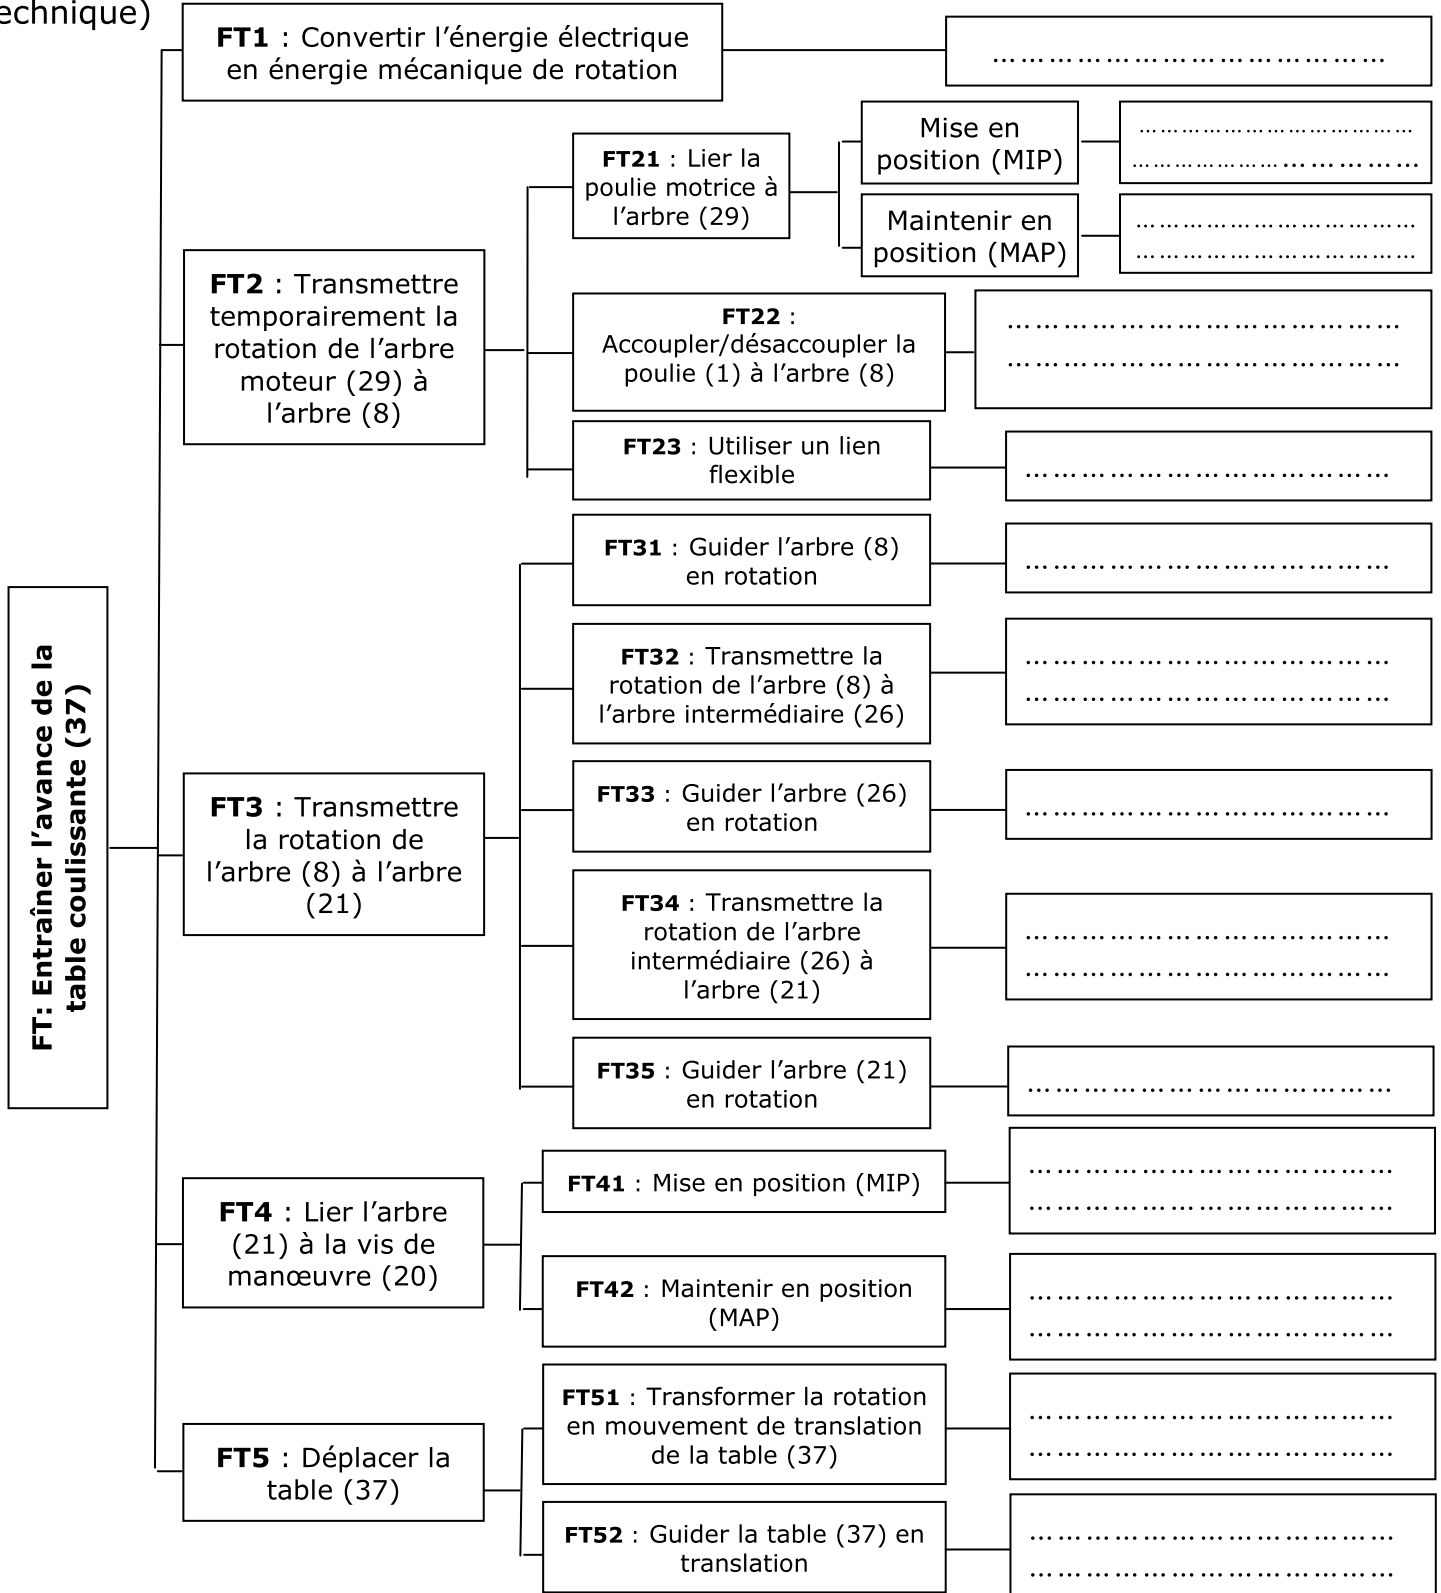 echnique)
FT1 : Convertir l’énergie électrique
en énergie mécanique de rotation
………………………………………
FT2 : Transmettre
temporairement la
rotation de l’arbre
moteur (29) à
l’arbre (8)
FT21 : Lier la
poulie motrice à
l’arbre (29)
Mise en
position (MIP)
……………………………………
……………………………………
Maintenir en
position (MAP)
……………………………………
……………………………………
FT22 :
Accoupler/désaccoupler la
poulie (1) à l’arbre (8)
………………………………………
………………………………………
FT23 : Utiliser un lien
flexible
……………………………………
FT: Entraîner l’avance de la
table coulissante (37)
FT3 : Transmettre
la rotation de
l’arbre (8) à l’arbre
(21)
FT31 : Guider l’arbre (8)
en rotation
……………………………………
FT32 : Transmettre la
rotation de l’arbre (8) à
l’arbre intermédiaire (26)
……………………………………
……………………………………
FT33 : Guider l’arbre (26)
en rotation
……………………………………
FT34 : Transmettre la
rotation de l’arbre
intermédiaire (26) à
l’arbre (21)
……………………………………
……………………………………
FT35 : Guider l’arbre (21)
en rotation
……………………………………
FT4 : Lier l’arbre
(21) à la vis de
manœuvre (20)
FT41 : Mise en position (MIP)
……………………………………
……………………………………
FT42 : Maintenir en position
(MAP)
……………………………………
……………………………………
FT5 : Déplacer la
table (37)
FT51 : Transformer la rotation
en mouvement de translation
de la table (37)
……………………………………
……………………………………
FT52 : Guider la table (37) en
translation
……………………………………
……………………………………